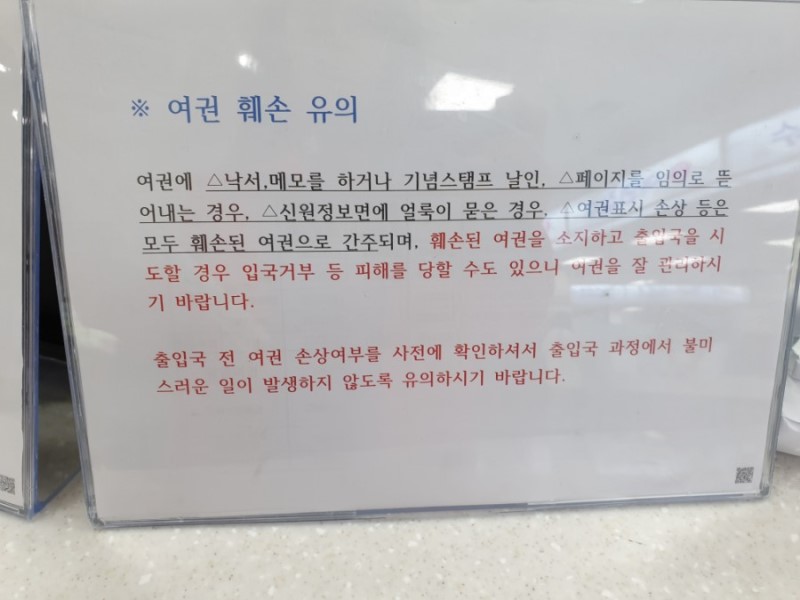 ※ 여권 훼손 유의
여권에 △낙서,메모를 하거나 기념스탬프 날인, △페이지를 임의로 뜯
어내는 경우, △신원정보면에 얼룩이 묻은 경우, △여권표시 손상 등은
모두 훼손된 여권으로 간주되며, 훼손된 여권을 소지하고 출입국을 시
도할 경우 입국거부 등 피해를 당할 수도 있으니 여권을 잘 관리하시
기 바랍니다.
출입국 전 여권 손상여부를 사전에 확인하셔서 출입국 과정에서 불미
스러운 일이 발생하지 않도록 유의하시기 바랍니다.